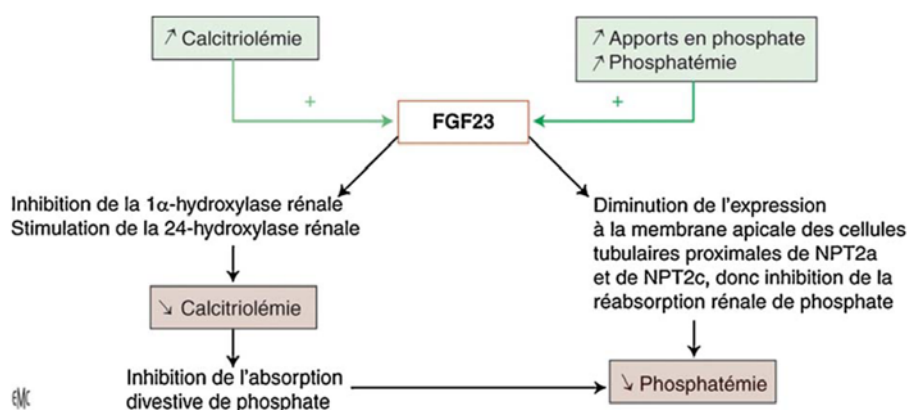 ↗ Calcitriolémie
↗ Apports en phosphate
↗ Phosphatémie
+
+
FGF23
Inhibition de la 1α-hydroxylase rénale
Stimulation de la 24-hydroxylase rénale
Diminution de l'expression
à la membrane apicale des cellules
tubulaires proximales de NPT2a
et de NPT2c, donc inhibition de la
réabsorption rénale de phosphate
↘ Calcitriolémie
Inhibition de l'absorption
divestive de phosphate
↘ Phosphatémie
EMC